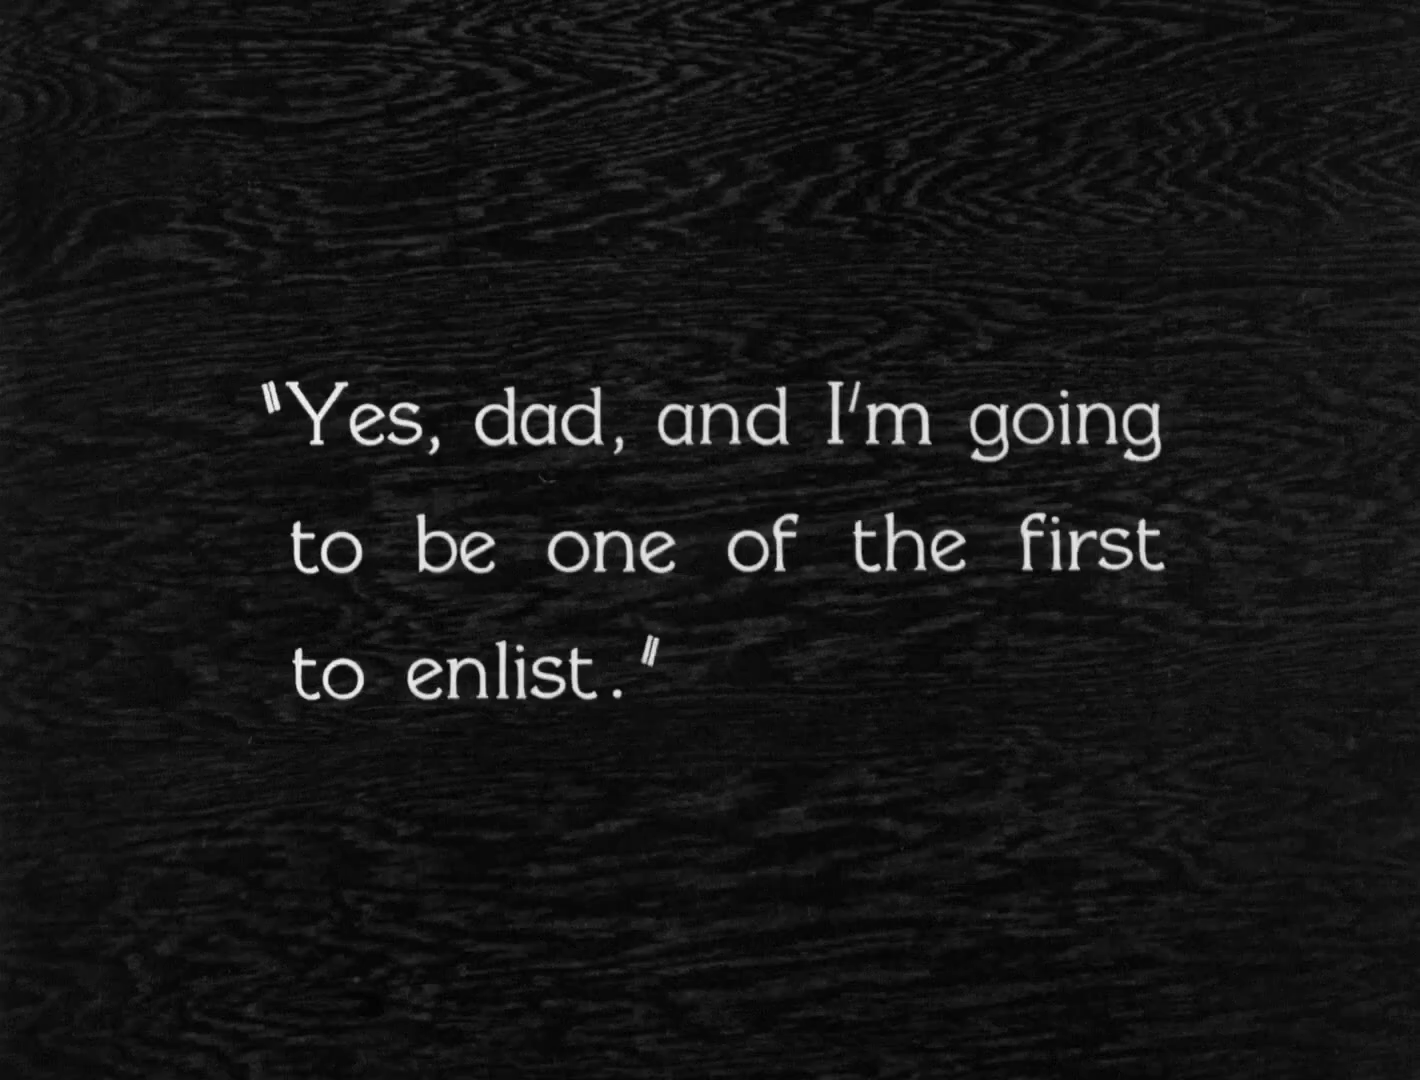 "Yes, dad, and I'm going
to be one of the first
to enlist."